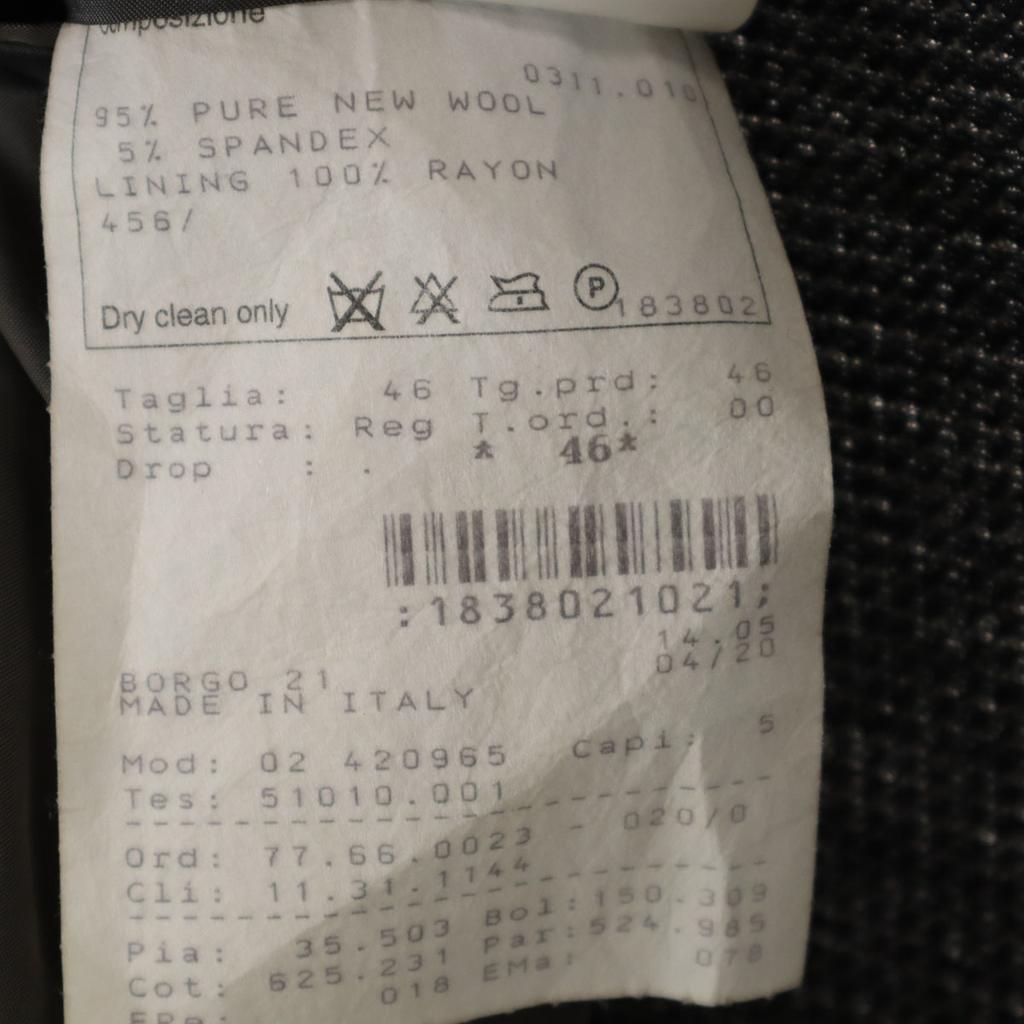 composizione
0311.010
95% PURE NEW WOOL
5% SPANDEX
LINING 100% RAYON
456/
Dry clean only P 183802
Taglia: 46 Tg.prd: 46
Statura: Reg T.ord.: 00
Drop : . * 46*
:1838021021;
14.05
04/20
BORGO 21
MADE IN ITALY
Mod: 02 420965 Capi: 5
Tes: 51010.001
Ord: 77.66.0023 - 020/0
Cli: 11.31.1144
Pia: 35.503 Bol:150.309
Cot: 625.231 Par:524.985
018 EMa: 078